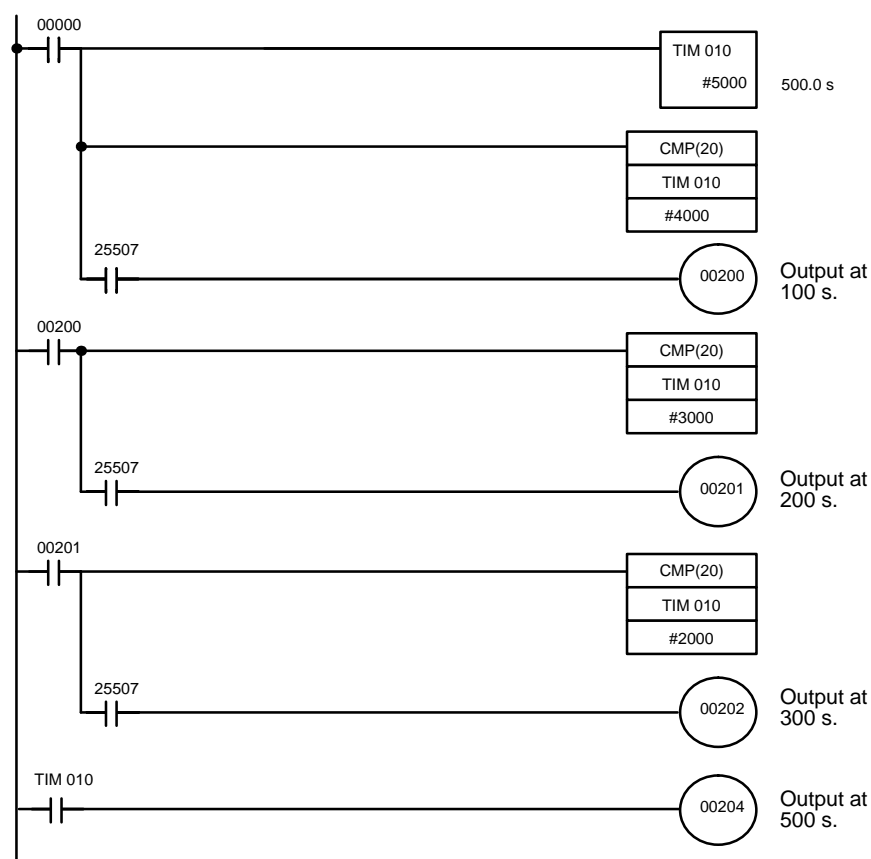 00000
TIM 010
#5000
500.0 s
CMP(20)
TIM 010
#4000
25507
00200
Output at
100 s.
00200
CMP(20)
TIM 010
#3000
25507
00201
Output at
200 s.
00201
CMP(20)
TIM 010
#2000
25507
00202
Output at
300 s.
TIM 010
00204
Output at
500 s.